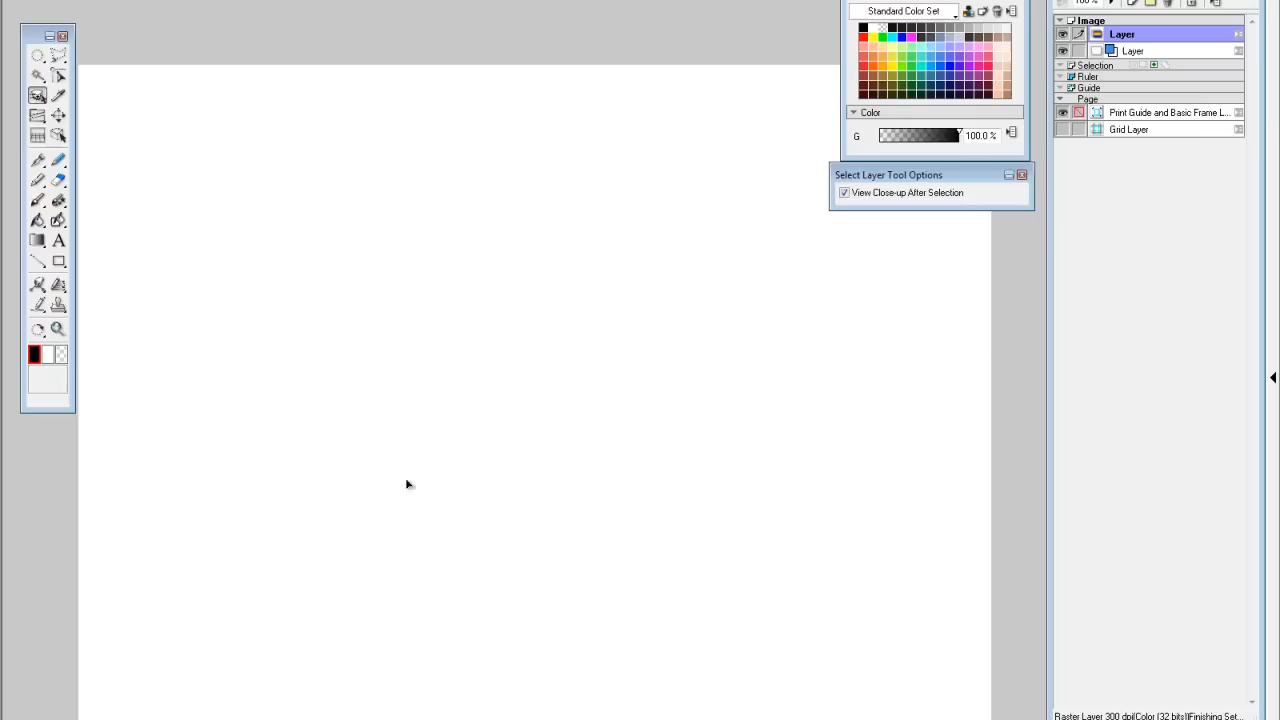 100 %
Standard Color Set
Image
Layer
Layer
Selection
Ruler
Guide
Page
Print Guide and Basic Frame L...
Grid Layer
Color
G
100.0 %
Select Layer Tool Options
View Close-up After Selection
A
Raster Layer 300 dpi(Color (32 bits)(Finishing Set...